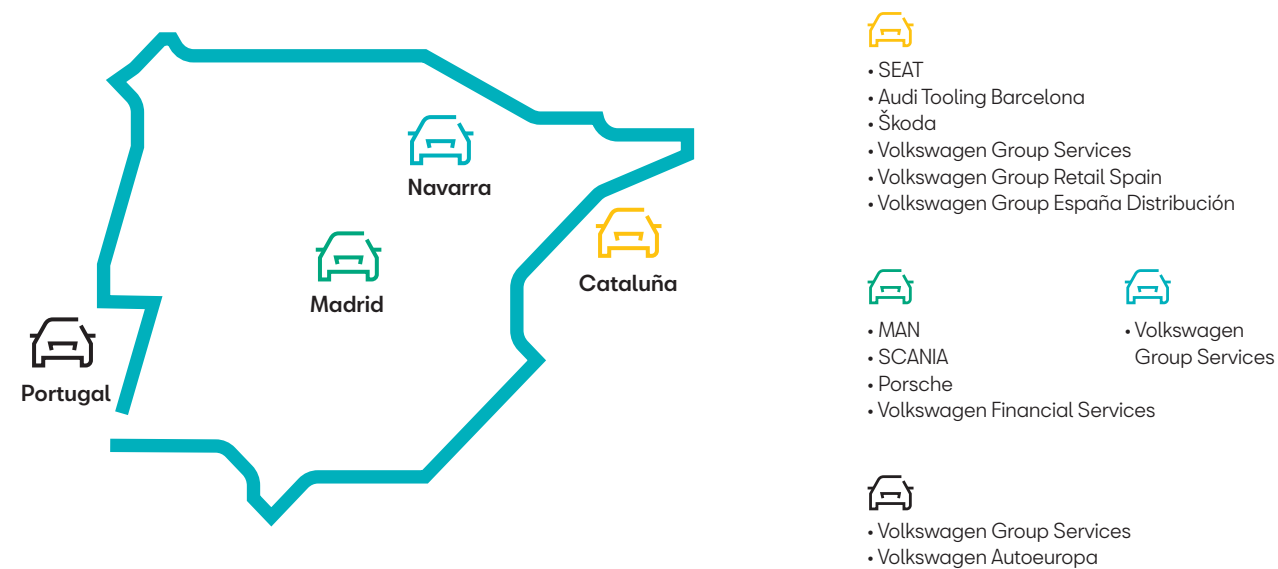 Navarra
Cataluña
Madrid
Portugal
• SEAT
• Audi Tooling Barcelona
• Škoda
• Volkswagen Group Services
• Volkswagen Group Retail Spain
• Volkswagen Group España Distribución
• MAN
• SCANIA
• Porsche
• Volkswagen Financial Services
• Volkswagen
Group Services
• Volkswagen Group Services
• Volkswagen Autoeuropa